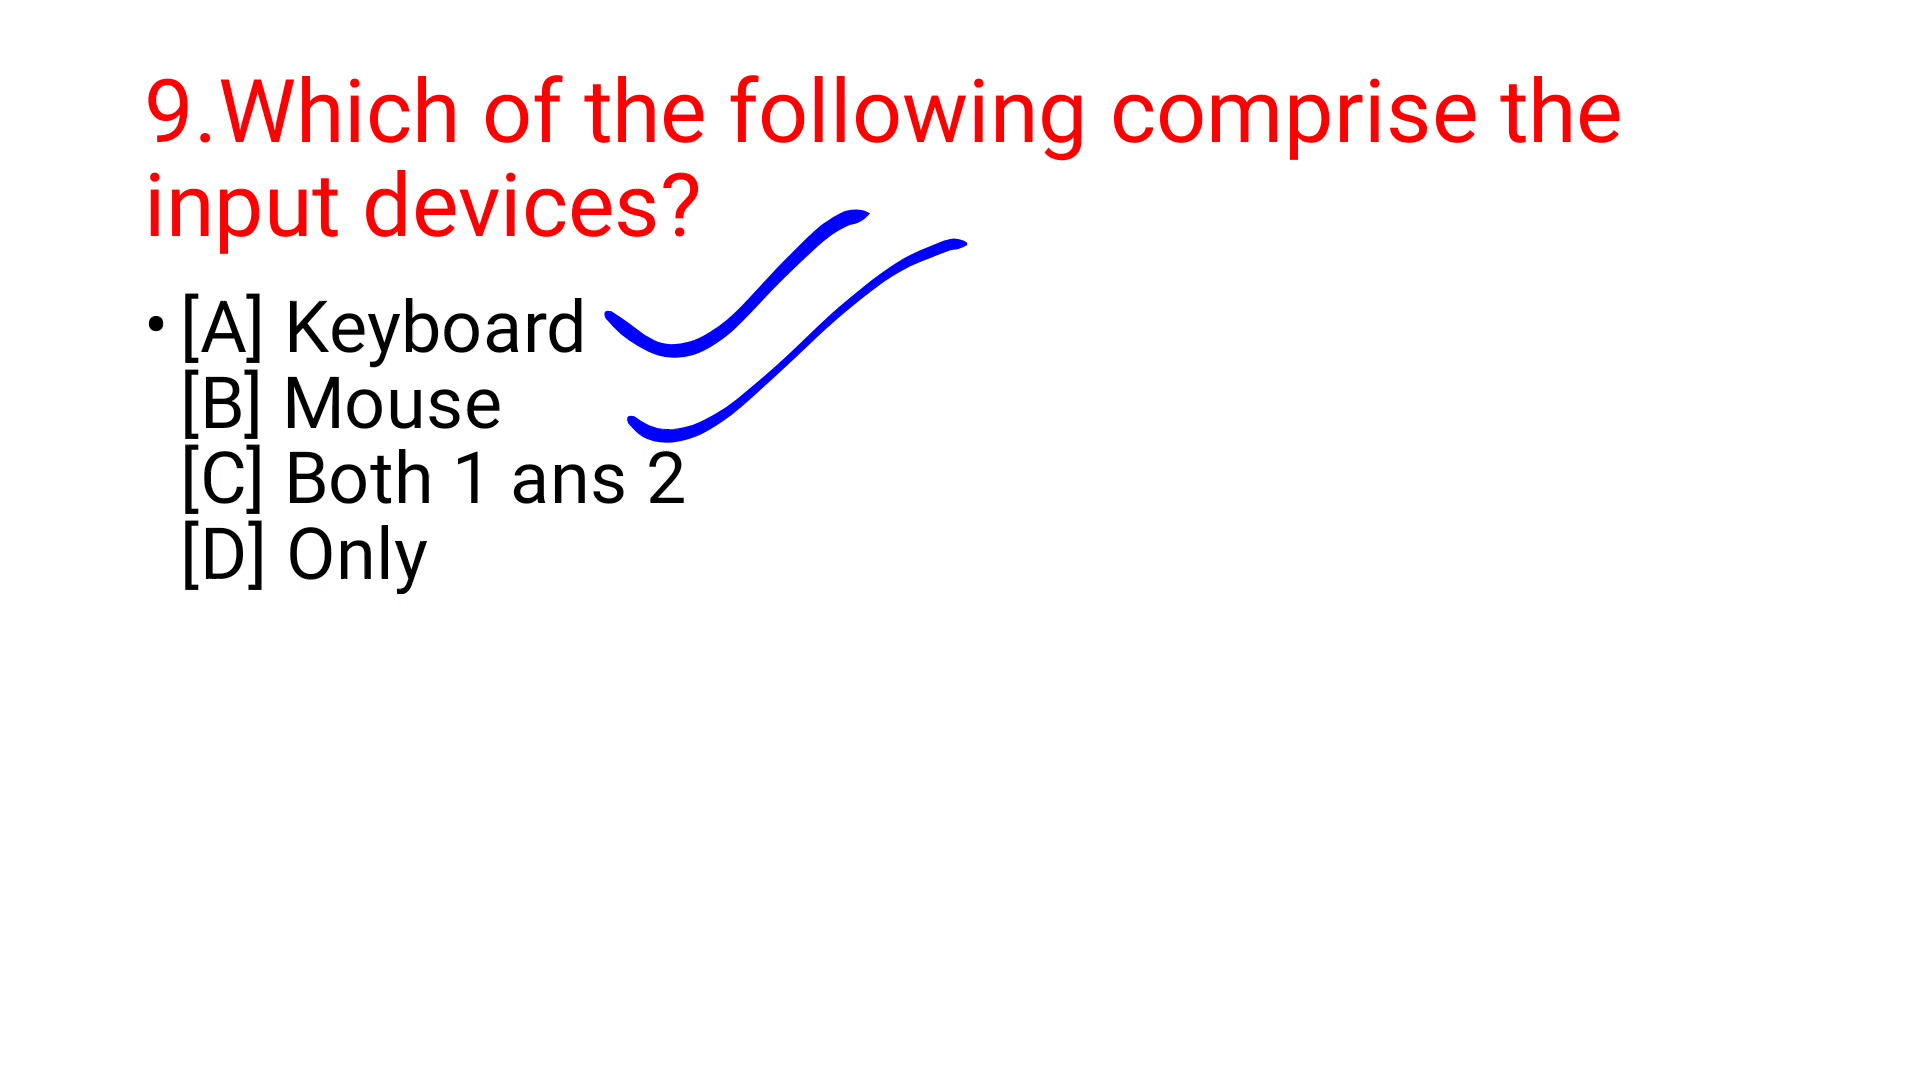 9.Which of the following comprise the
input devices?
• [A] Keyboard
[B] Mouse
[C] Both 1 ans 2
[D] Only